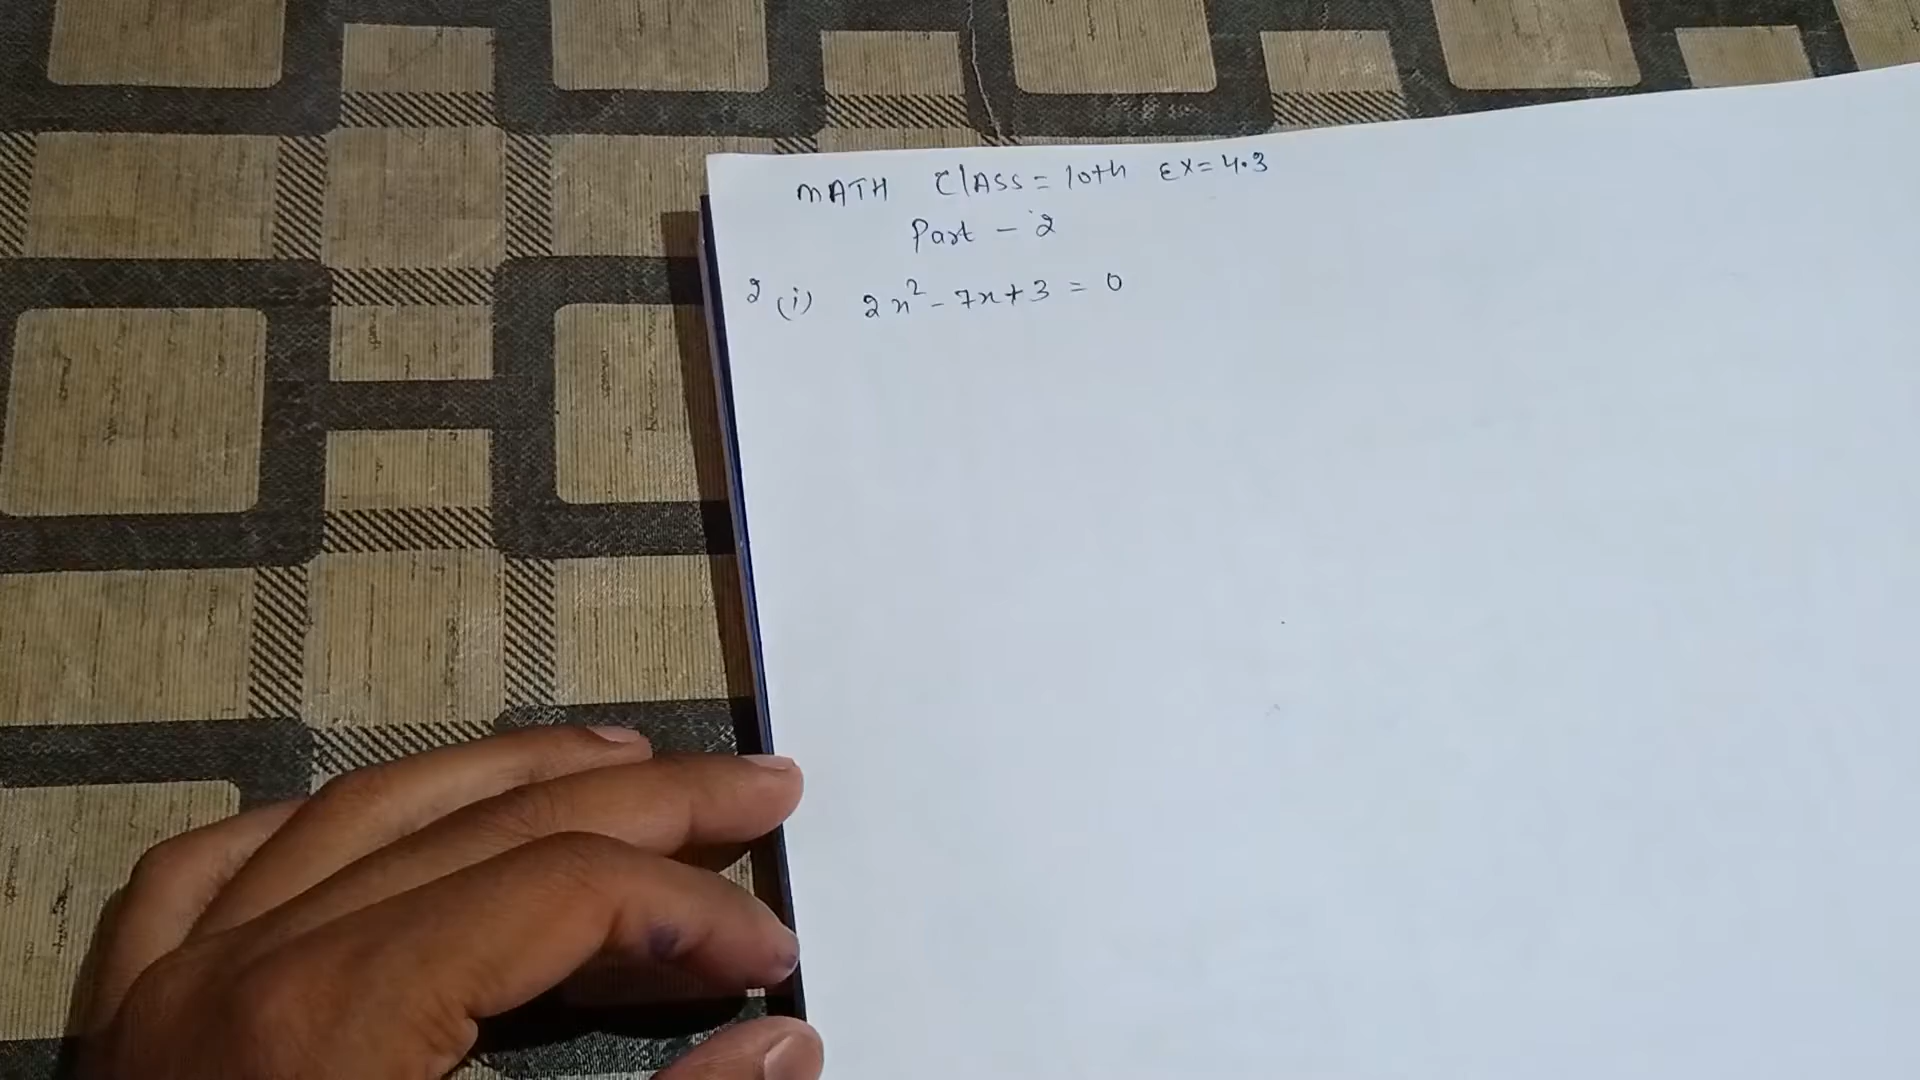 MATH Class = 10th EX = 4.3
Part - 2
2 (i) 2x² - 7x + 3 = 0